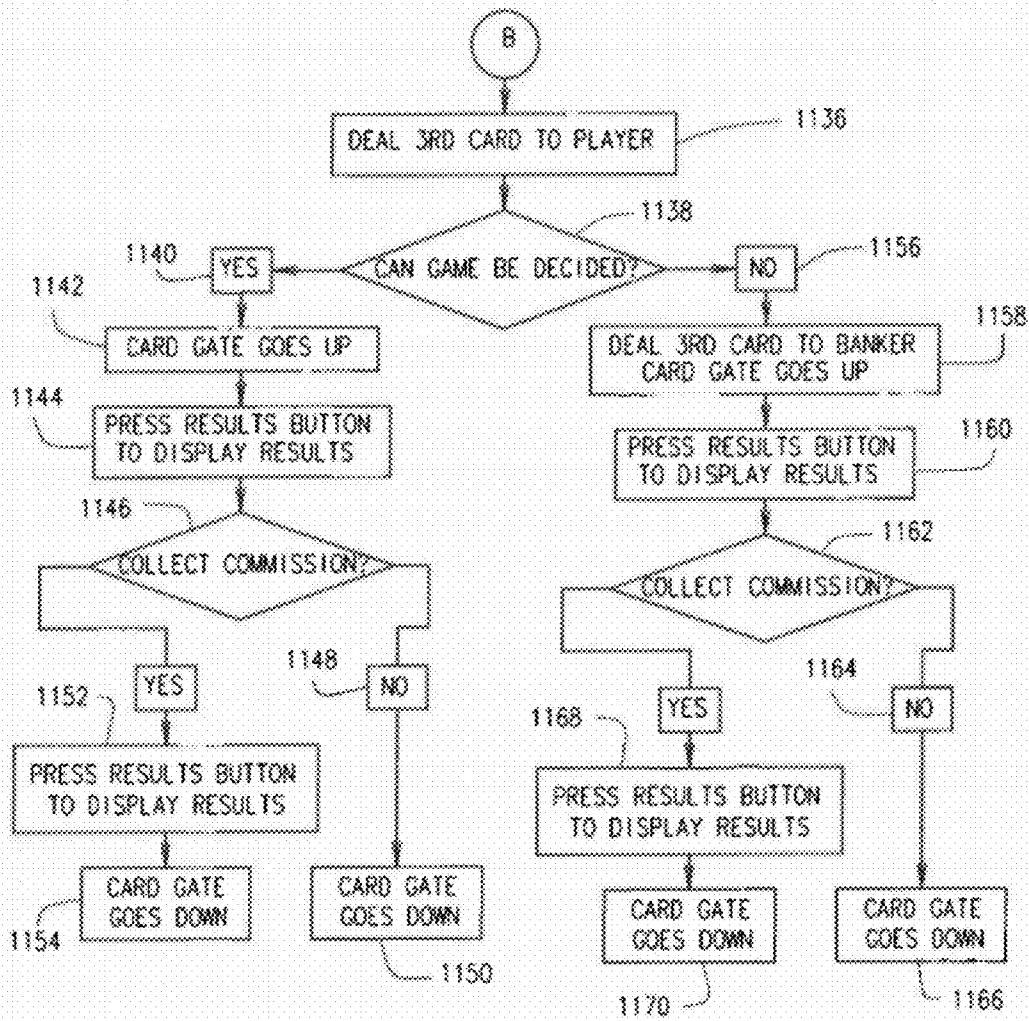 B
1136
DEAL 3RD CARD TO PLAYER
1138
1140
YES
CAN GAME BE DECIDED?
NO
1156
1142
CARD GATE GOES UP
1158
DEAL 3RD CARD TO BANKER
CARD GATE GOES UP
1144
PRESS RESULTS BUTTON
TO DISPLAY RESULTS
1160
PRESS RESULTS BUTTON
TO DISPLAY RESULTS
1146
COLLECT COMMISSION?
1162
COLLECT COMMISSION?
1148
YES
NO
1152
1164
YES
NO
1168
PRESS RESULTS BUTTON
TO DISPLAY RESULTS
PRESS RESULTS BUTTON
TO DISPLAY RESULTS
CARD GATE
GOES DOWN
1154
CARD GATE
GOES DOWN
1150
CARD GATE
GOES DOWN
1170
CARD GATE
GOES DOWN
1166